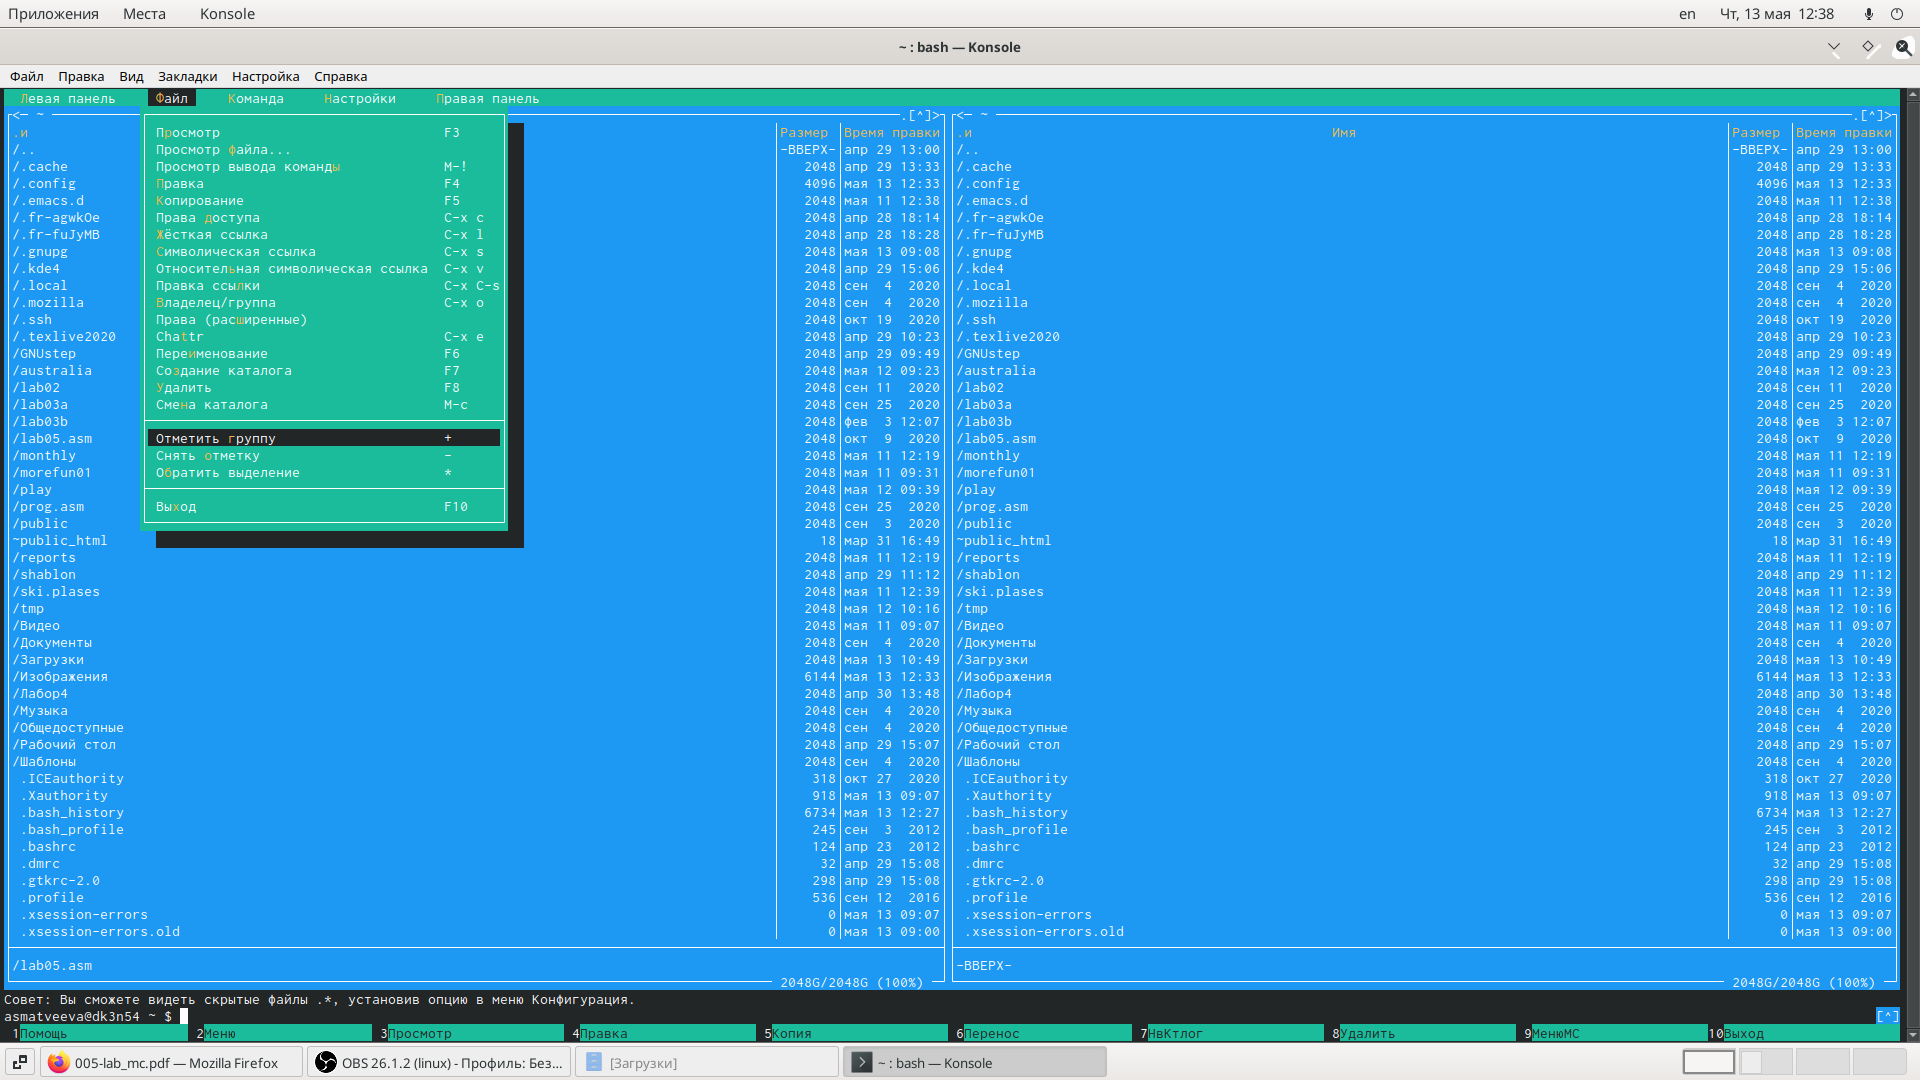 Приложения Места Konsole en Чт, 13 мая 12:38
~ : bash — Konsole
Файл Правка Вид Закладки Настройка Справка
Левая панель Файл Команда Настройки Правая панель
<— ~ .[^]> <— ~ .[^]>
.и Размер Время правки .и Имя Размер Время правки
Просмотр F3
Просмотр файла...
Просмотр вывода команды M-!
Правка F4
Копирование F5
Права доступа C-x c
Жёсткая ссылка C-x l
Символическая ссылка C-x s
Относительная символическая ссылка C-x v
Правка ссылки C-x C-s
Владелец/группа C-x o
Права (расширенные)
Chattr C-x e
Переименование F6
Создание каталога F7
Удалить F8
Смена каталога M-c
Отметить группу +
Снять отметку -
Обратить выделение *
Выход F10
/.. -ВВЕРХ- апр 29 13:00 /.. -ВВЕРХ- апр 29 13:00
/.cache 2048 апр 29 13:33 /.cache 2048 апр 29 13:33
/.config 4096 мая 13 12:33 /.config 4096 мая 13 12:33
/.emacs.d 2048 мая 11 12:38 /.emacs.d 2048 мая 11 12:38
/.fr-agwkOe 2048 апр 28 18:14 /.fr-agwkOe 2048 апр 28 18:14
/.fr-fuJyMB 2048 апр 28 18:28 /.fr-fuJyMB 2048 апр 28 18:28
/.gnupg 2048 мая 13 09:08 /.gnupg 2048 мая 13 09:08
/.kde4 2048 апр 29 15:06 /.kde4 2048 апр 29 15:06
/.local 2048 сен 4 2020 /.local 2048 сен 4 2020
/.mozilla 2048 сен 4 2020 /.mozilla 2048 сен 4 2020
/.ssh 2048 окт 19 2020 /.ssh 2048 окт 19 2020
/.texlive2020 2048 апр 29 10:23 /.texlive2020 2048 апр 29 10:23
/GNUstep 2048 апр 29 09:49 /GNUstep 2048 апр 29 09:49
/australia 2048 мая 12 09:23 /australia 2048 мая 12 09:23
/lab02 2048 сен 11 2020 /lab02 2048 сен 11 2020
/lab03a 2048 сен 25 2020 /lab03a 2048 сен 25 2020
/lab03b 2048 фев 3 12:07 /lab03b 2048 фев 3 12:07
/lab05.asm 2048 окт 9 2020 /lab05.asm 2048 окт 9 2020
/monthly 2048 мая 11 12:19 /monthly 2048 мая 11 12:19
/morefun01 2048 мая 11 09:31 /morefun01 2048 мая 11 09:31
/play 2048 мая 12 09:39 /play 2048 мая 12 09:39
/prog.asm 2048 сен 25 2020 /prog.asm 2048 сен 25 2020
/public 2048 сен 3 2020 /public 2048 сен 3 2020
~public_html 18 мар 31 16:49 ~public_html 18 мар 31 16:49
/reports 2048 мая 11 12:19 /reports 2048 мая 11 12:19
/shablon 2048 апр 29 11:12 /shablon 2048 апр 29 11:12
/ski.plases 2048 мая 11 12:39 /ski.plases 2048 мая 11 12:39
/tmp 2048 мая 12 10:16 /tmp 2048 мая 12 10:16
/Видео 2048 мая 11 09:07 /Видео 2048 мая 11 09:07
/Документы 2048 сен 4 2020 /Документы 2048 сен 4 2020
/Загрузки 2048 мая 13 10:49 /Загрузки 2048 мая 13 10:49
/Изображения 6144 мая 13 12:33 /Изображения 6144 мая 13 12:33
/Лабор4 2048 апр 30 13:48 /Лабор4 2048 апр 30 13:48
/Музыка 2048 сен 4 2020 /Музыка 2048 сен 4 2020
/Общедоступные 2048 сен 4 2020 /Общедоступные 2048 сен 4 2020
/Рабочий стол 2048 апр 29 15:07 /Рабочий стол 2048 апр 29 15:07
/Шаблоны 2048 сен 4 2020 /Шаблоны 2048 сен 4 2020
.ICEauthority 318 окт 27 2020 .ICEauthority 318 окт 27 2020
.Xauthority 918 мая 13 09:07 .Xauthority 918 мая 13 09:07
.bash_history 6734 мая 13 12:27 .bash_history 6734 мая 13 12:27
.bash_profile 245 сен 3 2012 .bash_profile 245 сен 3 2012
.bashrc 124 апр 23 2012 .bashrc 124 апр 23 2012
.dmrc 32 апр 29 15:08 .dmrc 32 апр 29 15:08
.gtkrc-2.0 298 апр 29 15:08 .gtkrc-2.0 298 апр 29 15:08
.profile 536 сен 12 2016 .profile 536 сен 12 2016
.xsession-errors 0 мая 13 09:07 .xsession-errors 0 мая 13 09:07
.xsession-errors.old 0 мая 13 09:00 .xsession-errors.old 0 мая 13 09:00
/lab05.asm -ВВЕРХ-
2048G/2048G (100%) 2048G/2048G (100%)
Совет: Вы сможете видеть скрытые файлы .*, установив опцию в меню Конфигурация.
asmatveeva@dk3n54 ~ $ [^]
1Помощь 2Меню 3Просмотр 4Правка 5Копия 6Перенос 7НвКтлог 8Удалить 9МенюМС 10Выход
005-lab_mc.pdf — Mozilla Firefox OBS 26.1.2 (linux) - Профиль: Без... [Загрузки] ~ : bash — Konsole